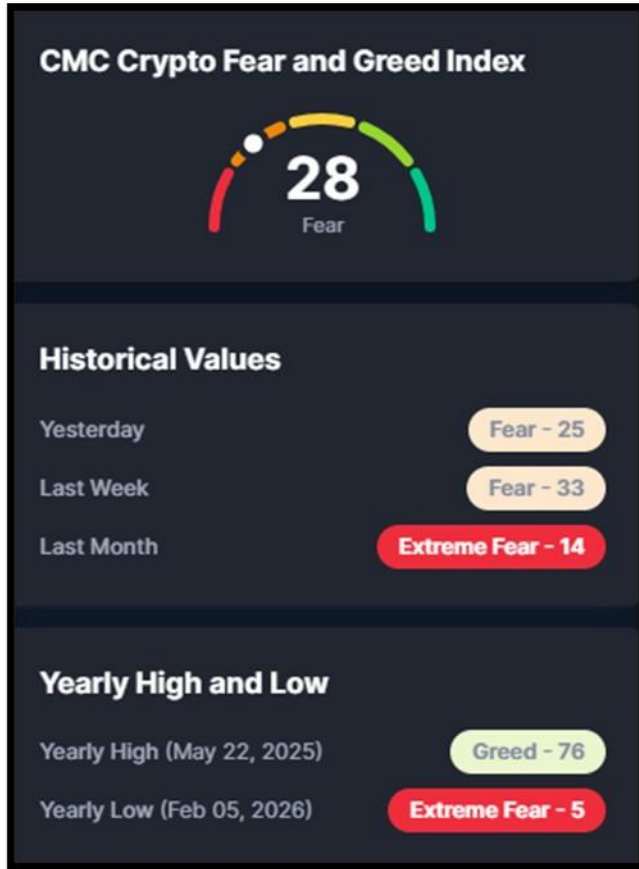 CMC Crypto Fear and Greed Index
28
Fear
Historical Values
Yesterday Fear - 25
Last Week Fear - 33
Last Month Extreme Fear - 14
Yearly High and Low
Yearly High (May 22, 2025) Greed - 76
Yearly Low (Feb 05, 2026) Extreme Fear - 5